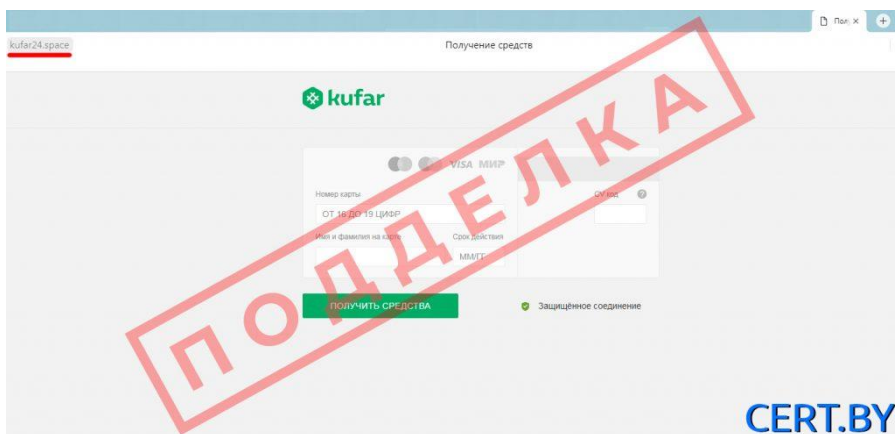 Пол
kufar24.space
Получение средств
kufar
VISA МИР
Номер карты
CV код
ОТ 16 ДО 19 ЦИФР
Имя и фамилия на карте Срок действия
ММ/ГГ
ПОЛУЧИТЬ СРЕДСТВА
Защищённое соединение
ПОДДЕЛКА
CERT.BY